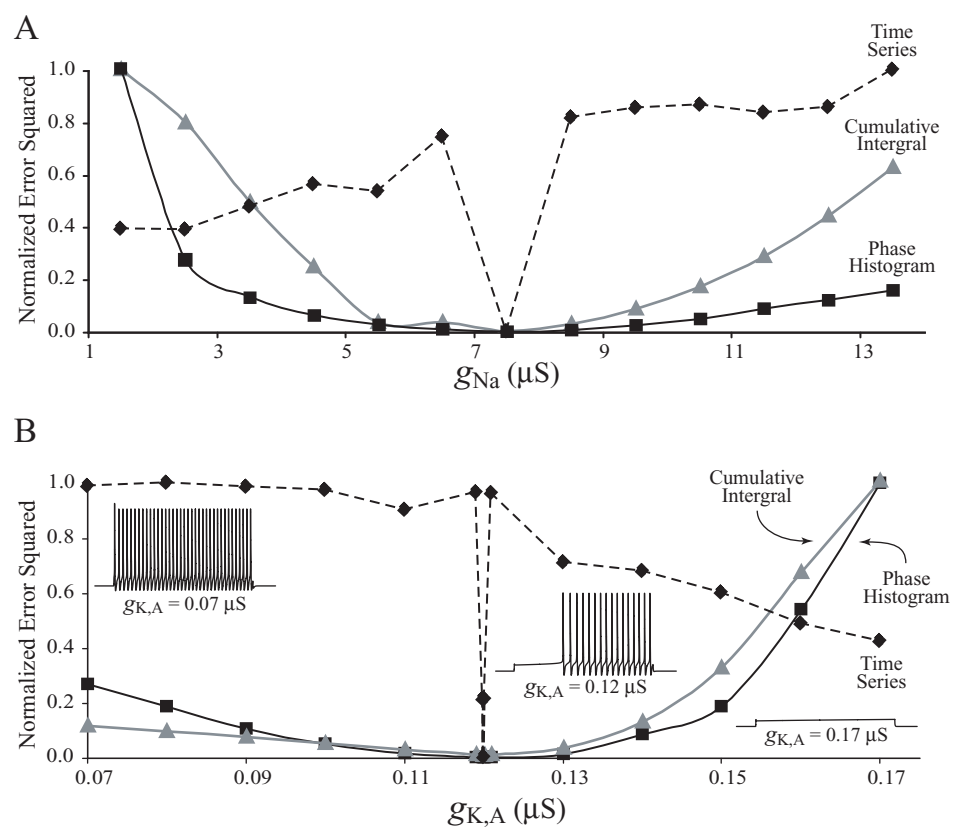 A
Time
Series
Normalized Error Squared
1.0
0.8
0.6
0.4
0.2
0.0
Cumulative
Intergral
Phase
Histogram
1 3 5 7 9 11 13
gNa (μS)
B
Normalized Error Squared
1.0
0.8
0.6
0.4
0.2
0.0
Cumulative
Intergral
gK,A = 0.07 μS
Phase
Histogram
gK,A = 0.12 μS
Time
Series
gK,A = 0.17 μS
0.07 0.09 0.11 0.13 0.15 0.17
gK,A (μS)